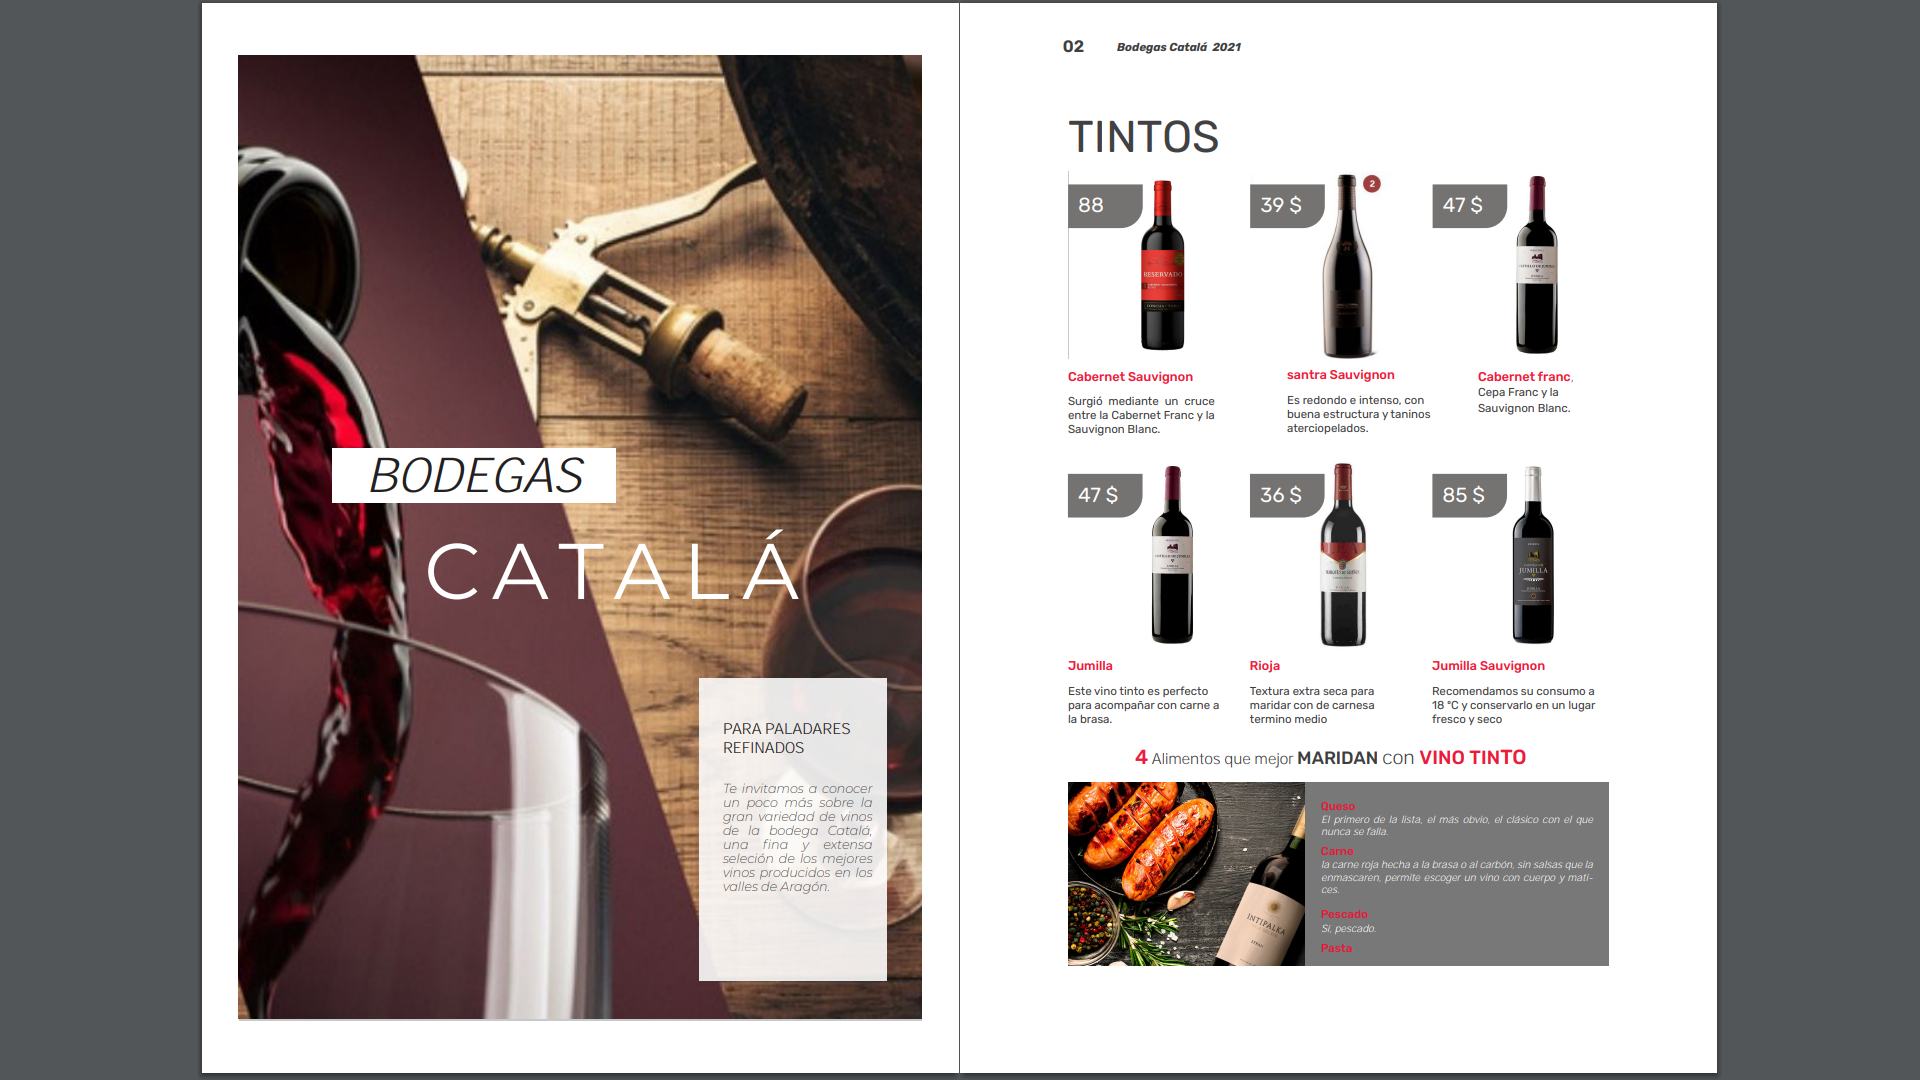 BODEGAS
CATALÁ
PARA PALADARES
REFINADOS
Te invitamos a conocer
un poco más sobre la
gran variedad de vinos
de la bodega Catalá,
una fina y extensa
seleción de los mejores
vinos producidos en los
valles de Aragón.
02 Bodegas Catalá 2021
TINTOS
88
RESERVADO
39 $
2
47 $
Cabernet Sauvignon
Surgió mediante un cruce
entre la Cabernet Franc y la
Sauvignon Blanc.
santra Sauvignon
Es redondo e intenso, con
buena estructura y taninos
aterciopelados.
Cabernet franc,
Cepa Franc y la
Sauvignon Blanc.
47 $
36 $
85 $
JUMILLA
Jumilla
Este vino tinto es perfecto
para acompañar con carne a
la brasa.
Rioja
Textura extra seca para
maridar con de carnesa
termino medio
Jumilla Sauvignon
Recomendamos su consumo a
18 °C y conservarlo en un lugar
fresco y seco
4 Alimentos que mejor MARIDAN con VINO TINTO
INTIPALKA
Queso
El primero de la lista, el más obvio, el clásico con el que
nunca se falla.
Carne
la carne roja hecha a la brasa o al carbón, sin salsas que la
enmascaren, permite escoger un vino con cuerpo y mati-
ces.
Pescado
Sí, pescado.
Pasta